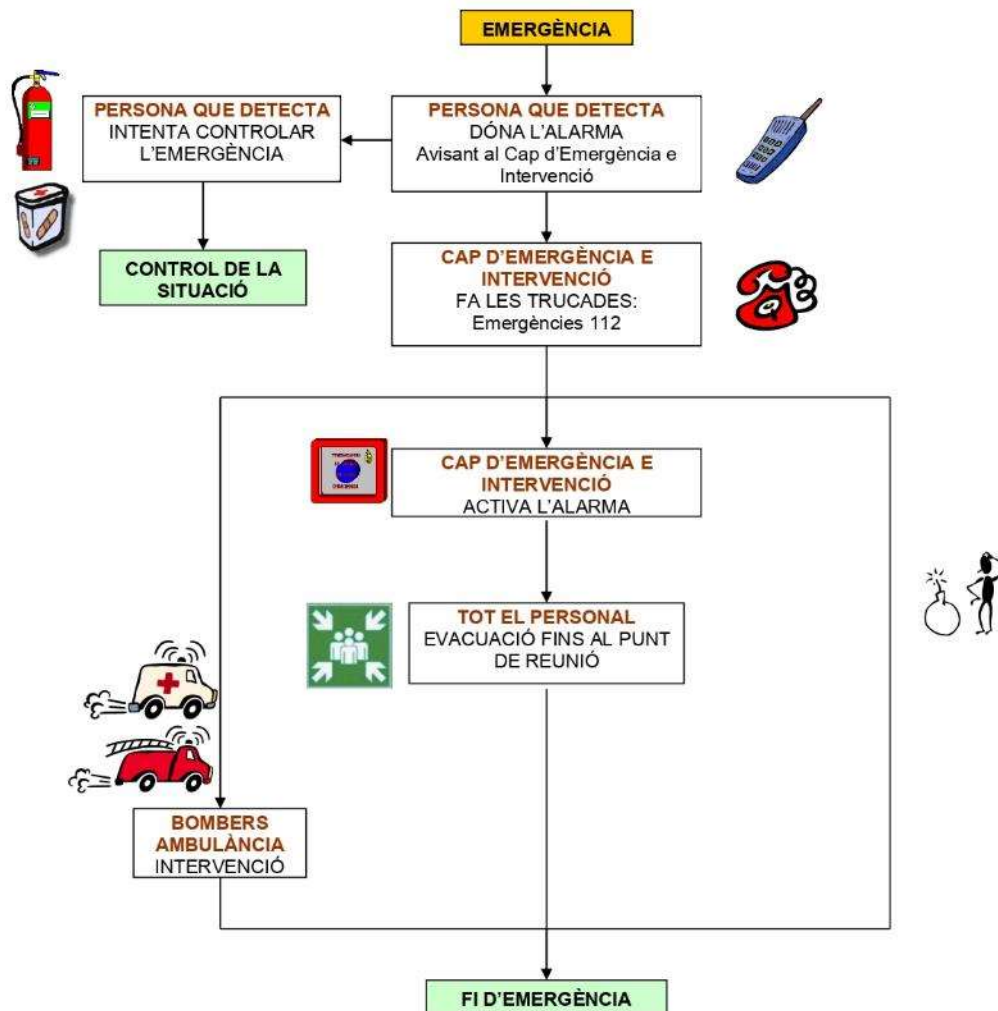 EMERGÈNCIA
PERSONA QUE DETECTA
INTENTA CONTROLAR
L'EMERGÈNCIA
PERSONA QUE DETECTA
DÓNA L'ALARMA
Avisant al Cap d'Emergència e
Intervenció
CONTROL DE LA
SITUACIÓ
CAP D'EMERGÈNCIA E
INTERVENCIÓ
FA LES TRUCADES:
Emergències 112
CAP D'EMERGÈNCIA E
INTERVENCIÓ
ACTIVA L'ALARMA
TOT EL PERSONAL
EVACUACIÓ FINS AL PUNT
DE REUNIÓ
BOMBERS
AMBULÀNCIA
INTERVENCIÓ
FI D'EMERGÈNCIA